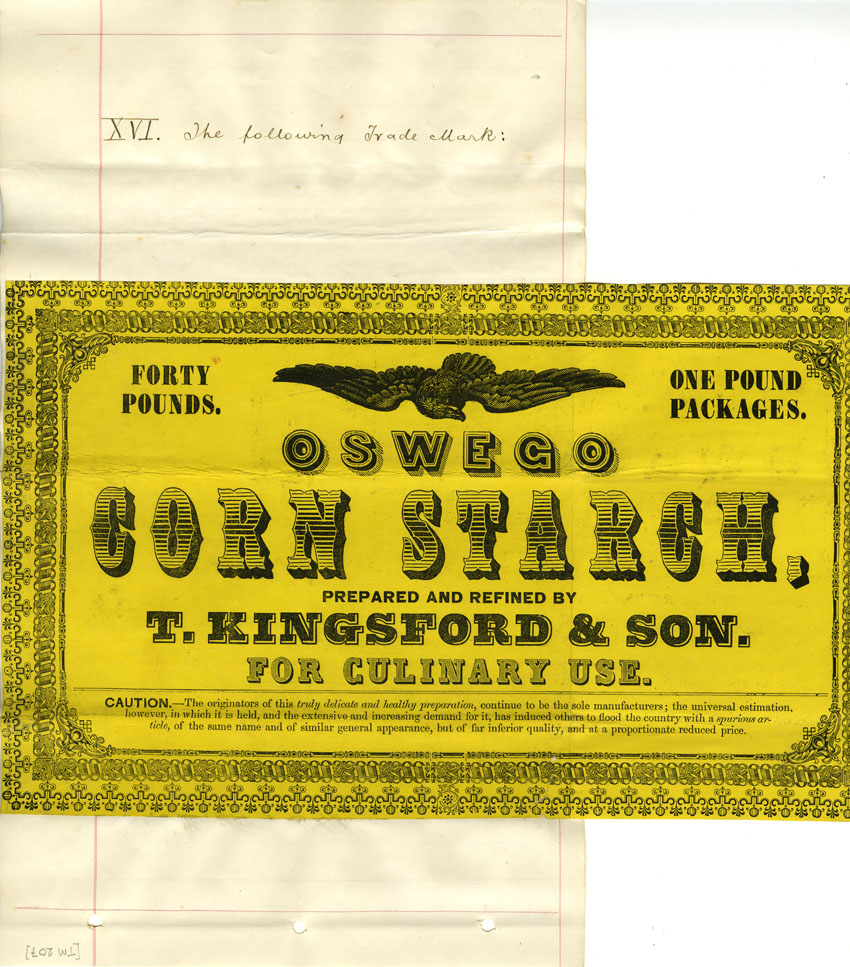 XVI. The following Trade Mark:
FORTY
POUNDS.
ONE POUND
PACKAGES.
OSWEGO
CORN STARCH,
PREPARED AND REFINED BY
T. KINGSFORD & SON.
FOR CULINARY USE.
CAUTION.—The originators of this truly delicate and healthy preparation, continue to be the sole manufacturers; the universal estimation,
however, in which it is held, and the extensive and increasing demand for it, has induced others to flood the country with a spurious ar-
ticle, of the same name and of similar general appearance, but of far inferior quality, and at a proportionate reduced price.
[TM 207]